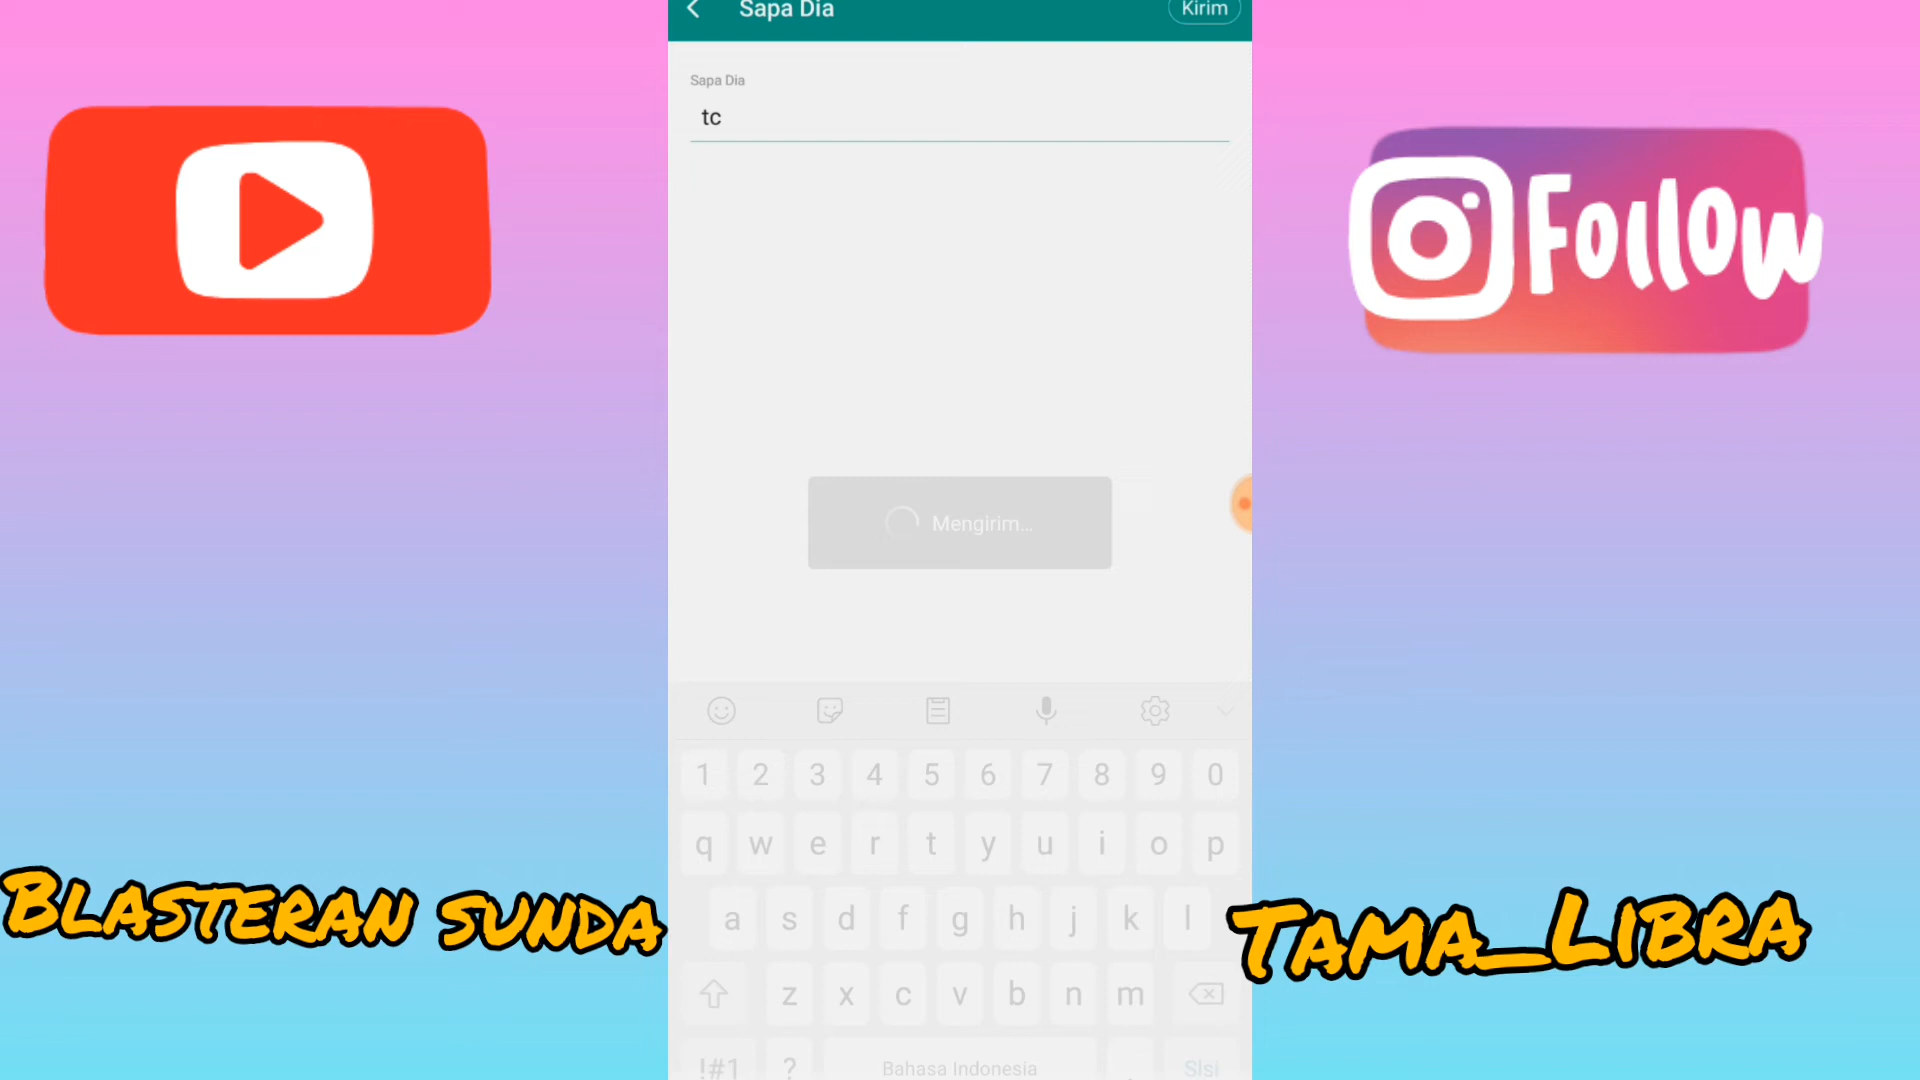 Sapa Dia
Kirim
Sapa Dia
tc
Follow
Mengirim...
1 2 3 4 5 6 7 8 9 0
q w e r t y u i o p
a s d f g h j k l
z x c v b n m
!#1 ? Bahasa Indonesia . Sisi
Blasteran sunda
Tama_Libra